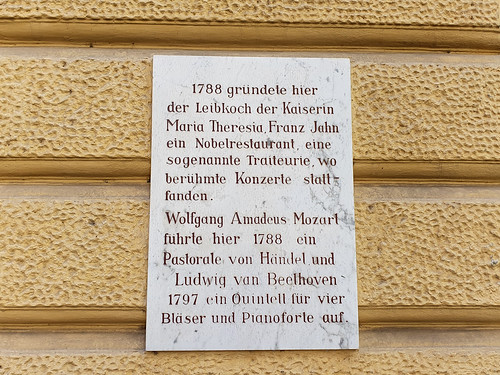 1788 gründete hier
der Leibkoch der Kaiserin
Maria Theresia, Franz Jahn
ein Nobelrestaurant, eine
sogenannte Traiteurie, wo
berühmte Konzerte statt=
fanden.
Wolfgang Amadeus Mozart
führte hier 1788 ein
Pastorale von Händel und
Ludwig van Beethoven
1797 ein Quintett für vier
Bläser und Pianoforte auf.